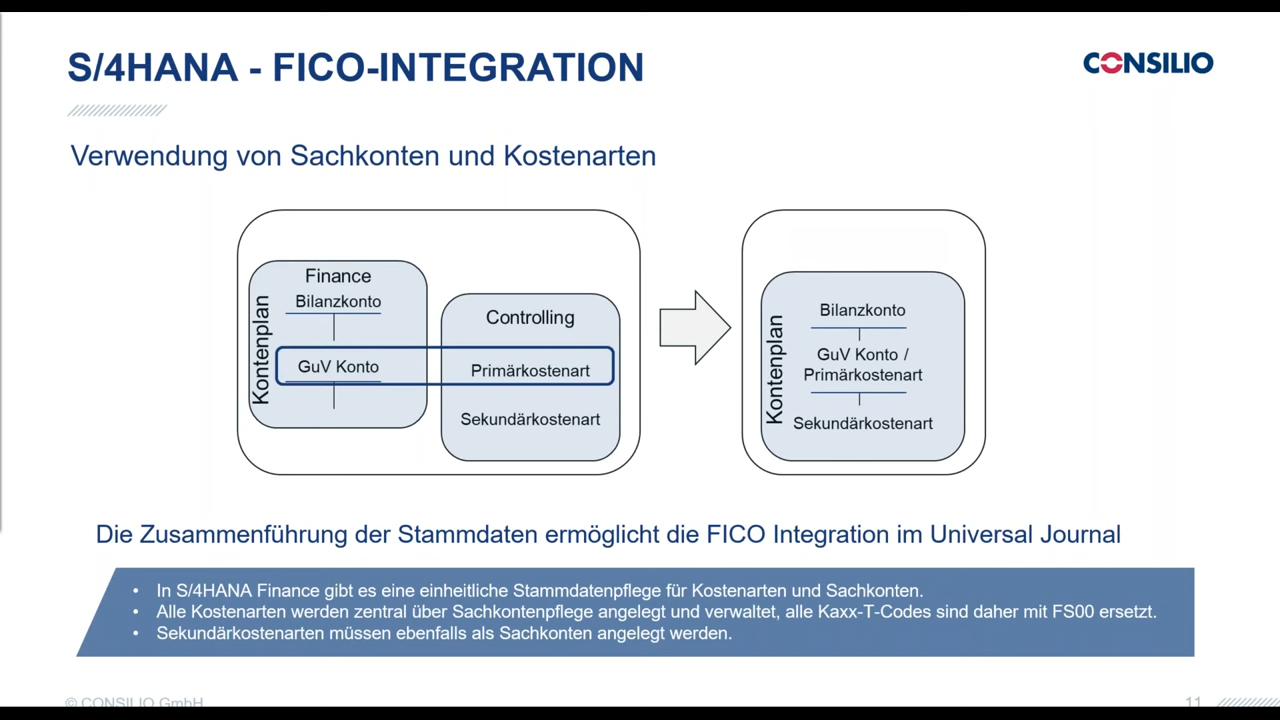 S/4HANA - FICO-INTEGRATION
CONSILIO
Verwendung von Sachkonten und Kostenarten
Kontenplan
Finance
Bilanzkonto
GuV Konto
Controlling
Primärkostenart
Sekundärkostenart
Kontenplan
Bilanzkonto
GuV Konto /
Primärkostenart
Sekundärkostenart
Die Zusammenführung der Stammdaten ermöglicht die FICO Integration im Universal Journal
• In S/4HANA Finance gibt es eine einheitliche Stammdatenpflege für Kostenarten und Sachkonten.
• Alle Kostenarten werden zentral über Sachkontenpflege angelegt und verwaltet, alle Kaxx-T-Codes sind daher mit FS00 ersetzt.
• Sekundärkostenarten müssen ebenfalls als Sachkonten angelegt werden.
© CONSILIO GmbH
11